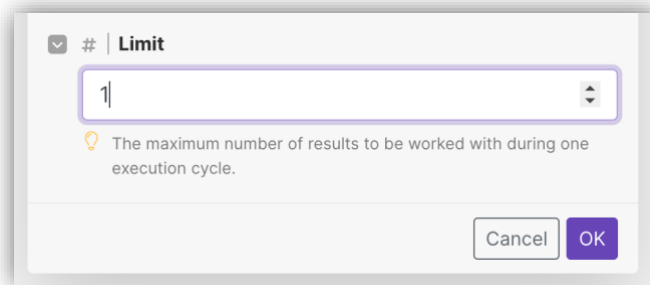 # | Limit
1
The maximum number of results to be worked with during one
execution cycle.
Cancel OK